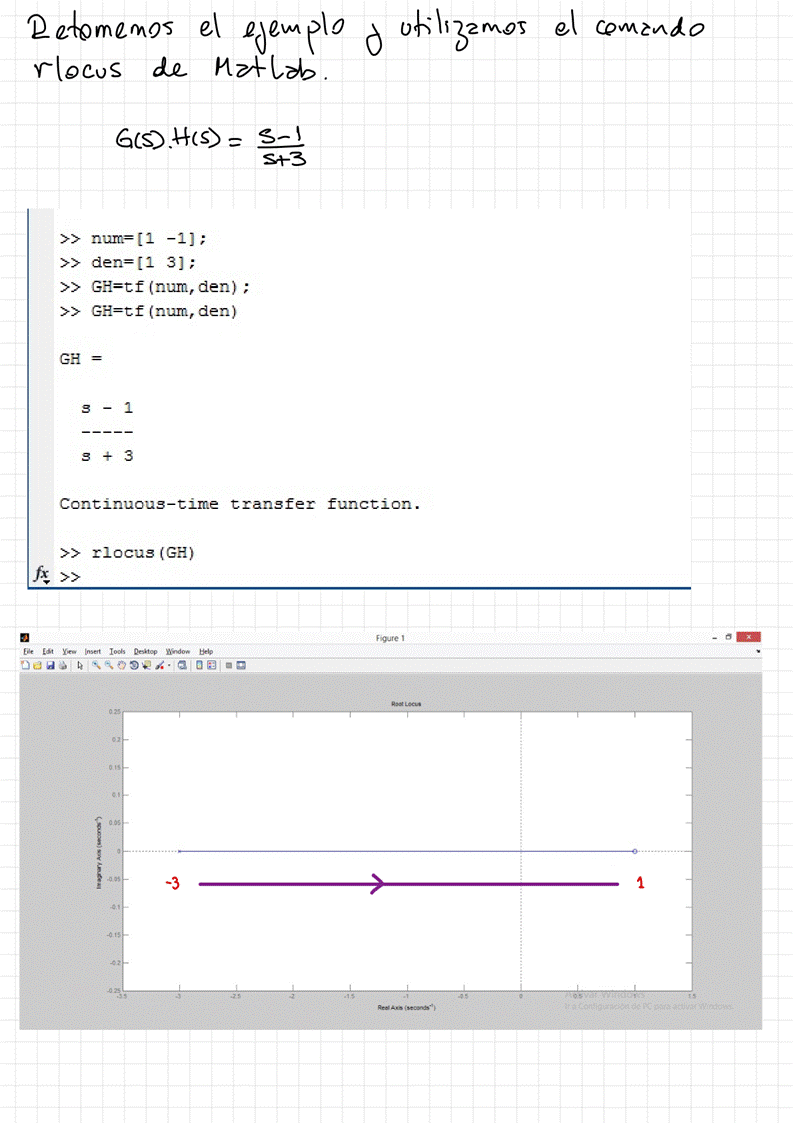 Retomemos el ejemplo y utilizamos el comando
rlocus de Matlab.
G(s).H(s) = s-1
s+3
>> num=[1 -1];
>> den=[1 3];
>> GH=tf(num,den);
>> GH=tf(num,den)
GH =
s - 1
-----
s + 3
Continuous-time transfer function.
>> rlocus(GH)
fx >>
Figure 1
File Edit View Insert Tools Desktop Window Help
Root Locus
0.25
0.2
0.15
0.1
0.05
0
-0.05
-0.1
-0.15
-0.2
-0.25
Imaginary Axis (seconds⁻¹)
-3 1
-3.5 -3 -2.5 -2 -1.5 -1 -0.5 0 0.5 1 1.5
Real Axis (seconds⁻¹)
Activar Windows
Ir a Configuración de PC para activar Windows.